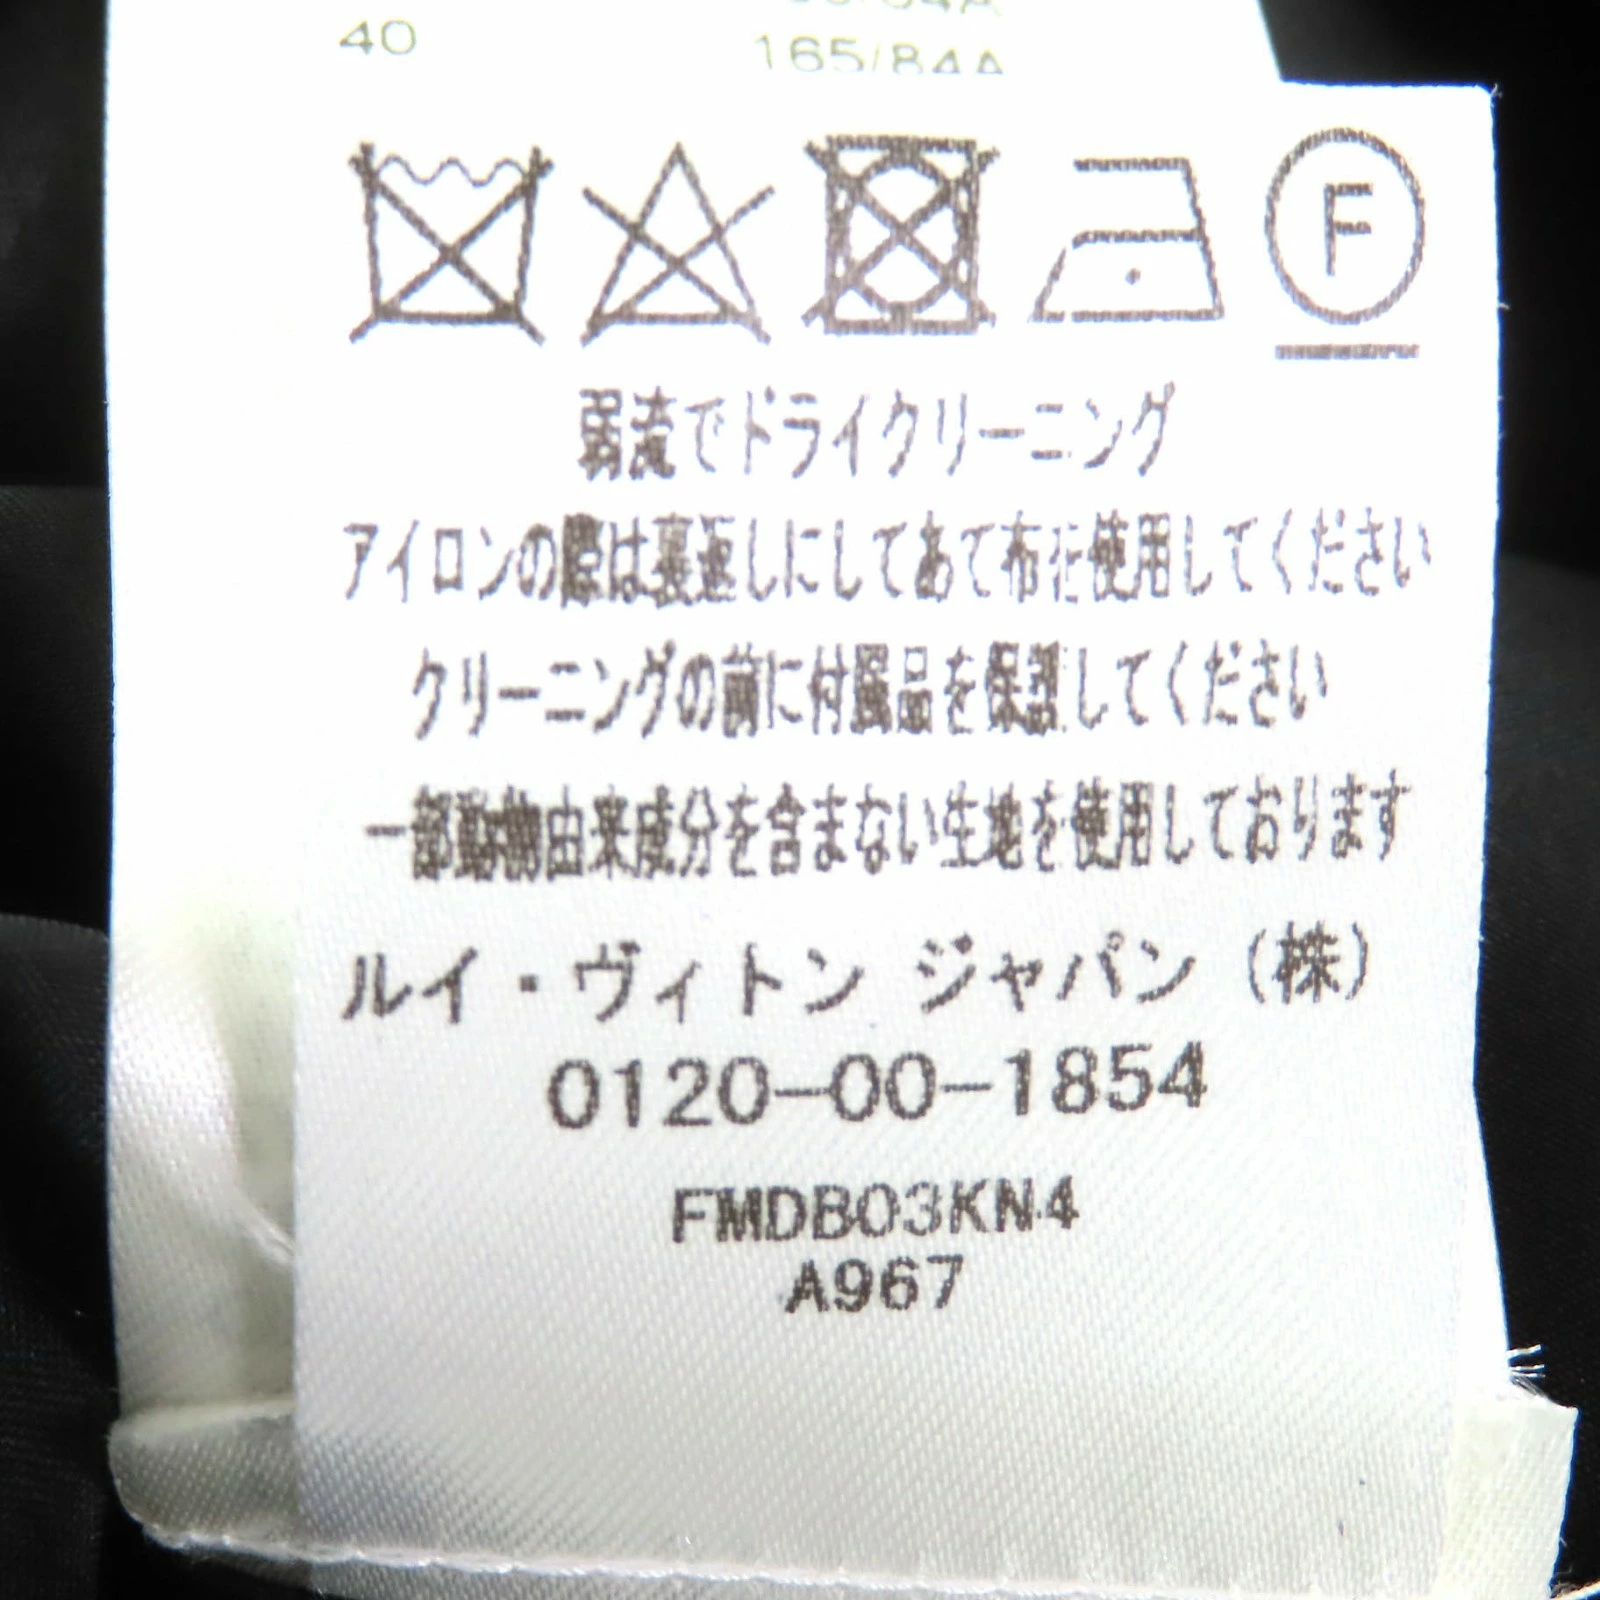 40 165/84A
F
弱流でドライクリーニング
アイロンの際は裏返しにしてあて布を使用してください
クリーニングの前に付属品を保護してください
一部動物由来成分を含まない生地を使用しております
ルイ・ヴィトン ジャパン (株)
0120-00-1854
FMDB03KN4
A967